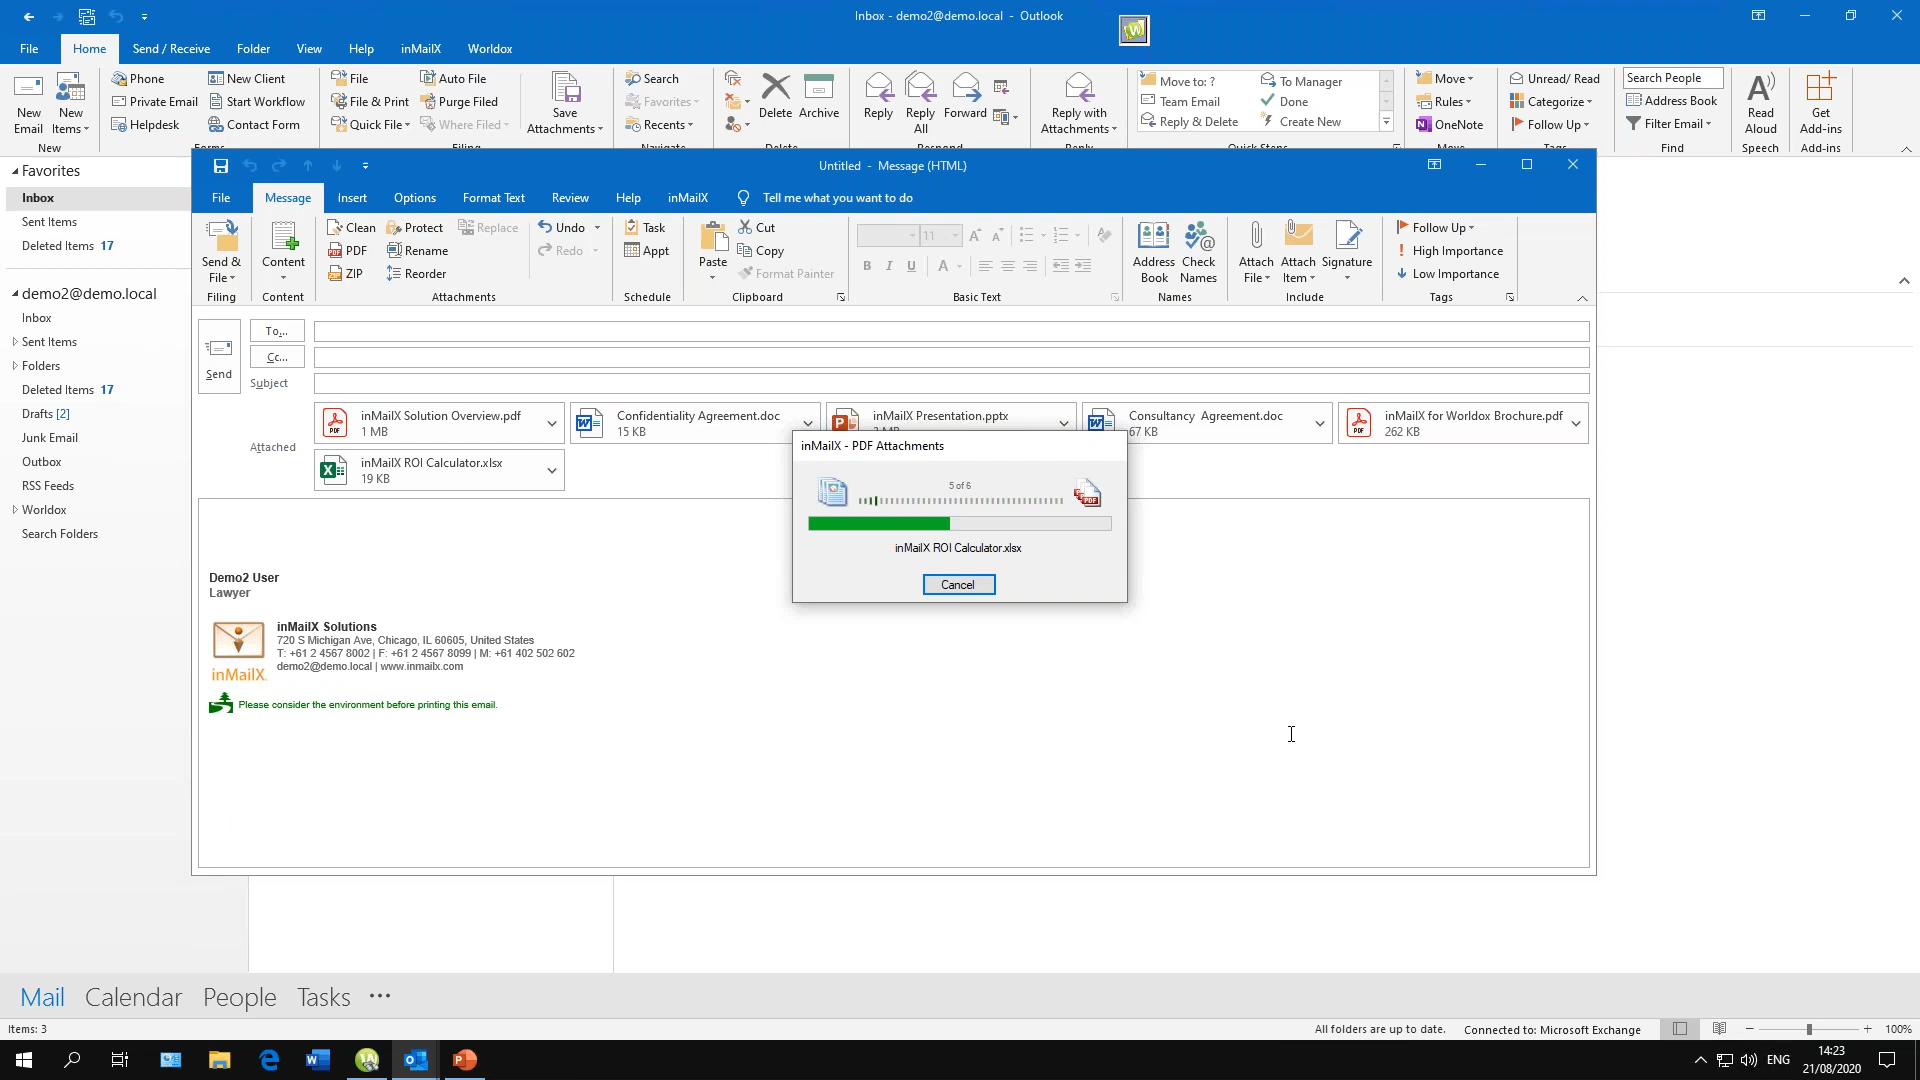 Inbox - demo2@demo.local - Outlook
File Home Send / Receive Folder View Help inMailX Worldox
New Email
New Items
New
Phone
Private Email
Helpdesk
New Client
Start Workflow
Contact Form
File
File & Print
Quick File
Auto File
Purge Filed
Where Filed
Filing
Save Attachments
Search
Favorites
Recents
Delete
Archive
Reply
Reply All
Forward
Reply with Attachments
Move to: ?
Team Email
Reply & Delete
To Manager
Done
Create New
Move
Rules
OneNote
Unread/ Read
Categorize
Follow Up
Search People
Address Book
Filter Email
Find
Read Aloud
Speech
Get Add-ins
Add-ins
Favorites
Inbox
Sent Items
Deleted Items 17
demo2@demo.local
Inbox
Sent Items
Folders
Deleted Items 17
Drafts [2]
Junk Email
Outbox
RSS Feeds
Worldox
Search Folders
Untitled - Message (HTML)
File Message Insert Options Format Text Review Help inMailX Tell me what you want to do
Send & File
Filing
Content
Content
Clean
PDF
ZIP
Protect
Rename
Reorder
Replace
Attachments
Undo
Redo
Task
Appt
Schedule
Paste
Cut
Copy
Format Painter
Clipboard
11
B I U A
Basic Text
Address Book
Check Names
Names
Attach File
Attach Item
Signature
Include
Follow Up
High Importance
Low Importance
Tags
Send
To...
Cc...
Subject
Attached
inMailX Solution Overview.pdf
1 MB
Confidentiality Agreement.doc
15 KB
inMailX Presentation.pptx
Consultancy Agreement.doc
67 KB
inMailX for Worldox Brochure.pdf
262 KB
inMailX ROI Calculator.xlsx
19 KB
inMailX - PDF Attachments
5 of 6
inMailX ROI Calculator.xlsx
Cancel
Demo2 User
Lawyer
inMailX
inMailX Solutions
720 S Michigan Ave, Chicago, IL 60605, United States
T: +61 2 4567 8002 | F: +61 2 4567 8099 | M: +61 402 502 602
demo2@demo.local | www.inmailx.com
Please consider the environment before printing this email.
Mail Calendar People Tasks
Items: 3
All folders are up to date. Connected to: Microsoft Exchange 100%
ENG
14:23
21/08/2020